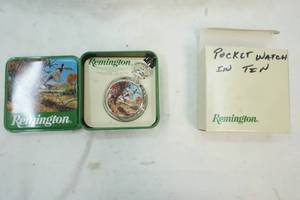 Remington.
Remington.
POCKET WATCH
IN TIN
Remington.